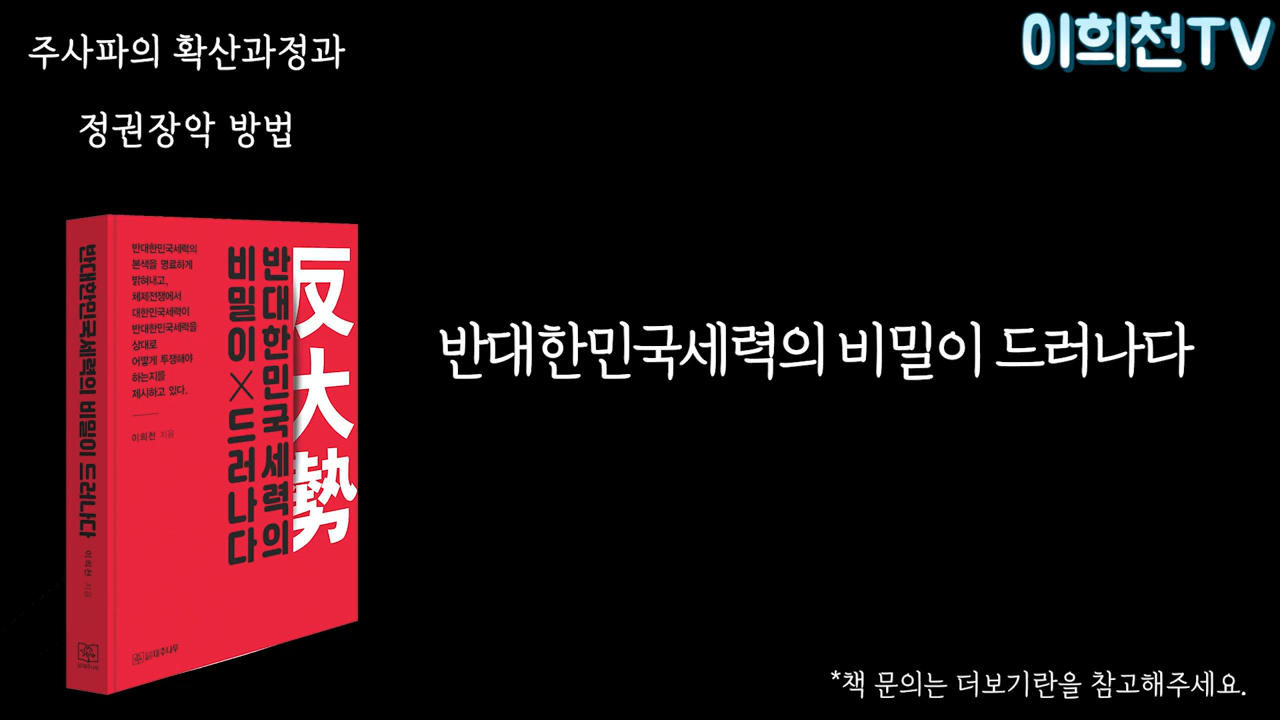 주사파의 확산과정과
정권장악 방법
이희천TV
반대한민국세력의 비밀이 드러나다
이희천 지음
반대한민국세력의
본색을 명료하게
밝혀내고,
체제전쟁에서
대한민국세력이
반대한민국세력을
상대로
어떻게 투쟁해야
하는지를
제시하고 있다.
이희천 지음
反大勢
반대한민국세력의
비밀이 드러나다
대추나무
반대한민국세력의 비밀이 드러나다
*책 문의는 더보기란을 참고해주세요.